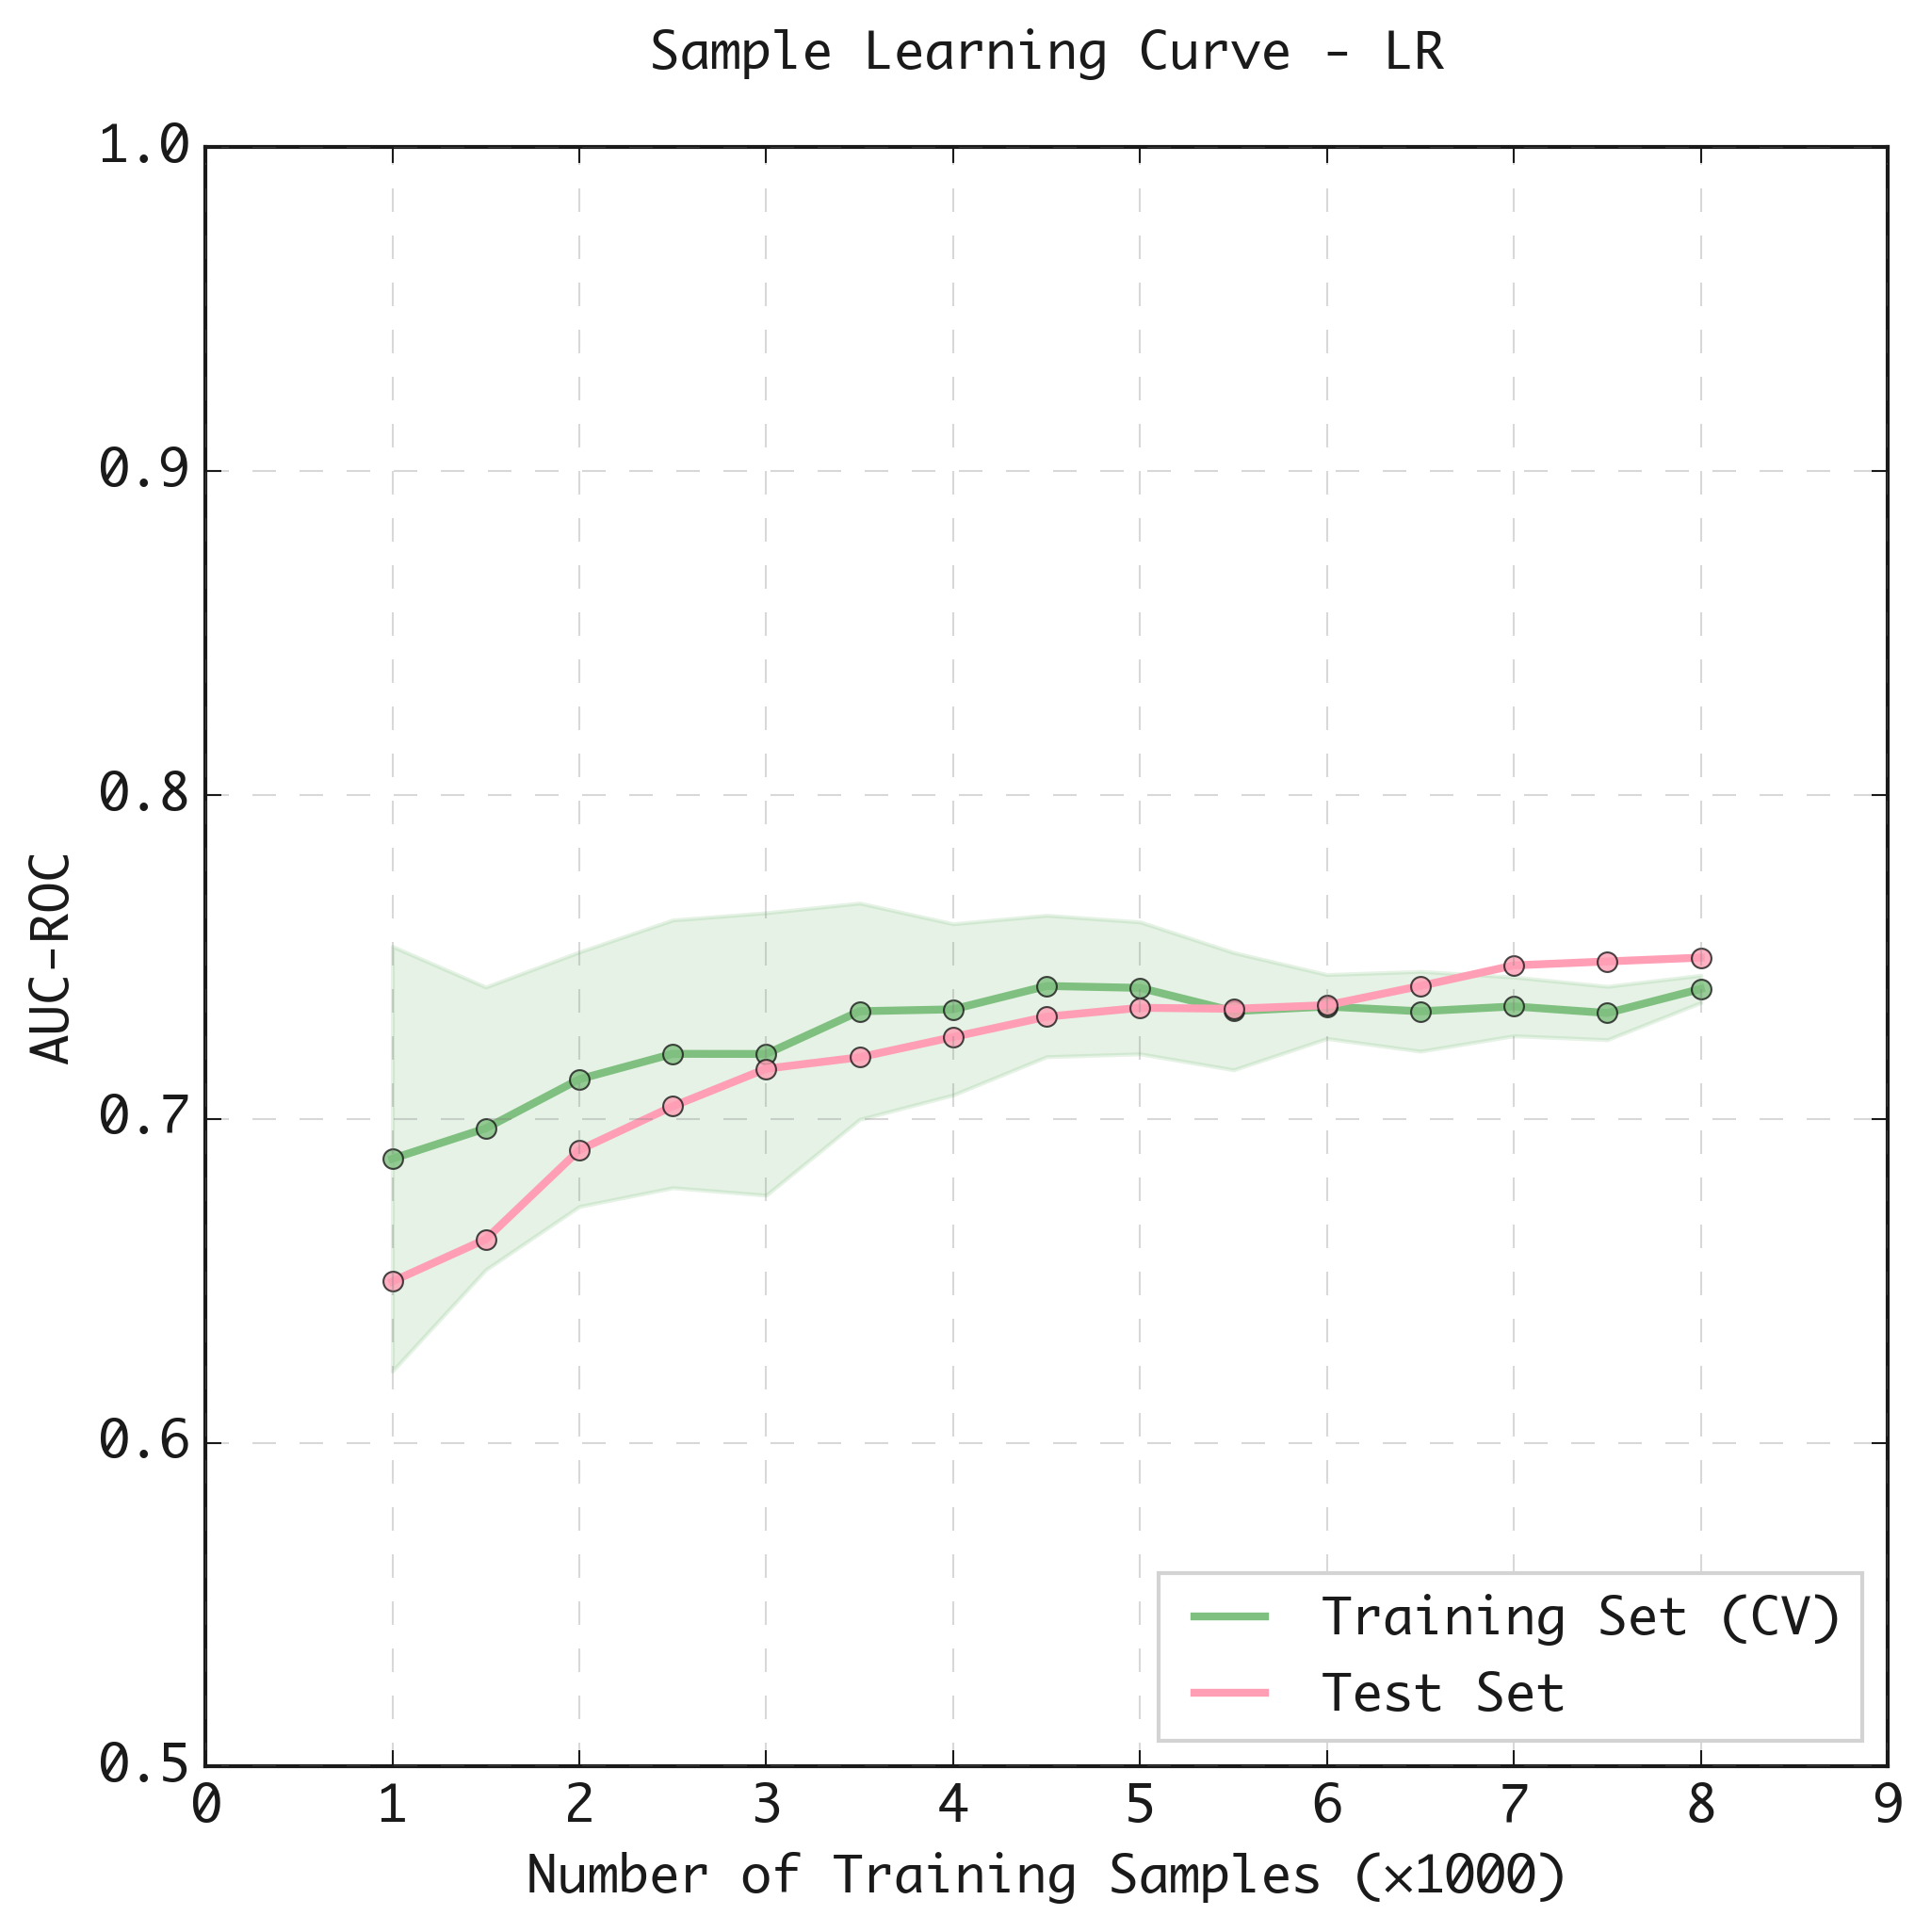 Sample Learning Curve - LR
1.0
0.9
0.8
0.7
0.6
0.5
AUC-ROC
0 1 2 3 4 5 6 7 8 9
Number of Training Samples (×1000)
Training Set (CV)
Test Set